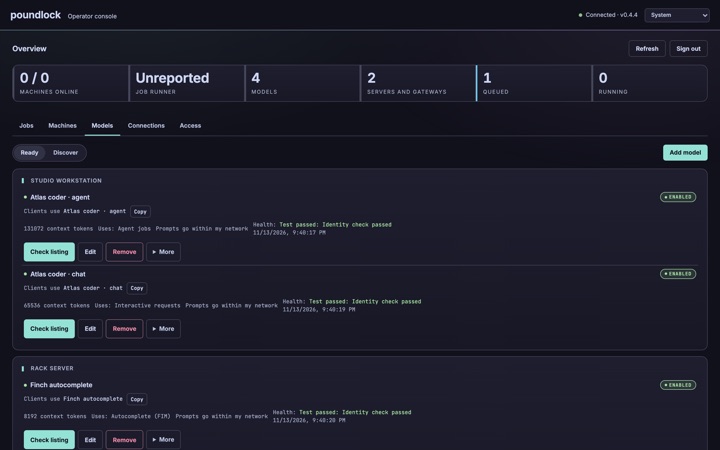 poundlock Operator console
Connected · v0.4.4
System
Overview
Refresh
Sign out
0 / 0
MACHINES ONLINE
Unreported
JOB RUNNER
4
MODELS
2
SERVERS AND GATEWAYS
1
QUEUED
0
RUNNING
Jobs Machines Models Connections Access
Ready Discover
Add model
STUDIO WORKSTATION
Atlas coder · agent
ENABLED
Clients use Atlas coder · agent Copy
131072 context tokens Uses: Agent jobs Prompts go within my network Health: Test passed: Identity check passed
11/13/2026, 9:40:17 PM
Check listing Edit Remove ▶ More
Atlas coder · chat
ENABLED
Clients use Atlas coder · chat Copy
65536 context tokens Uses: Interactive requests Prompts go within my network Health: Test passed: Identity check passed
11/13/2026, 9:40:19 PM
Check listing Edit Remove ▶ More
RACK SERVER
Finch autocomplete
ENABLED
Clients use Finch autocomplete Copy
8192 context tokens Uses: Autocomplete (FIM) Prompts go within my network Health: Test passed: Identity check passed
11/13/2026, 9:40:20 PM
Check listing Edit Remove ▶ More